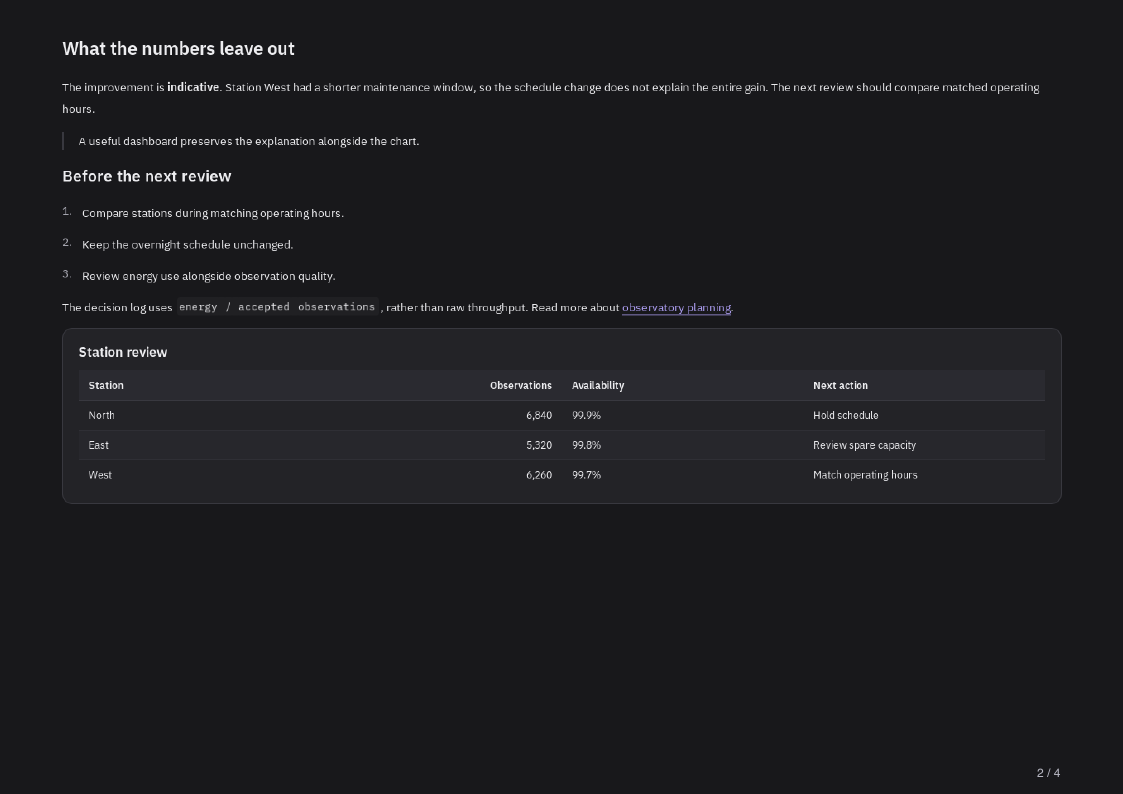 What the numbers leave out
The improvement is indicative. Station West had a shorter maintenance window, so the schedule change does not explain the entire gain. The next review should compare matched operating
hours.
A useful dashboard preserves the explanation alongside the chart.
Before the next review
1. Compare stations during matching operating hours.
2. Keep the overnight schedule unchanged.
3. Review energy use alongside observation quality.
The decision log uses energy / accepted observations, rather than raw throughput. Read more about observatory planning.
Station review
Station Observations Availability Next action
North 6,840 99.9% Hold schedule
East 5,320 99.8% Review spare capacity
West 6,260 99.7% Match operating hours
2 / 4